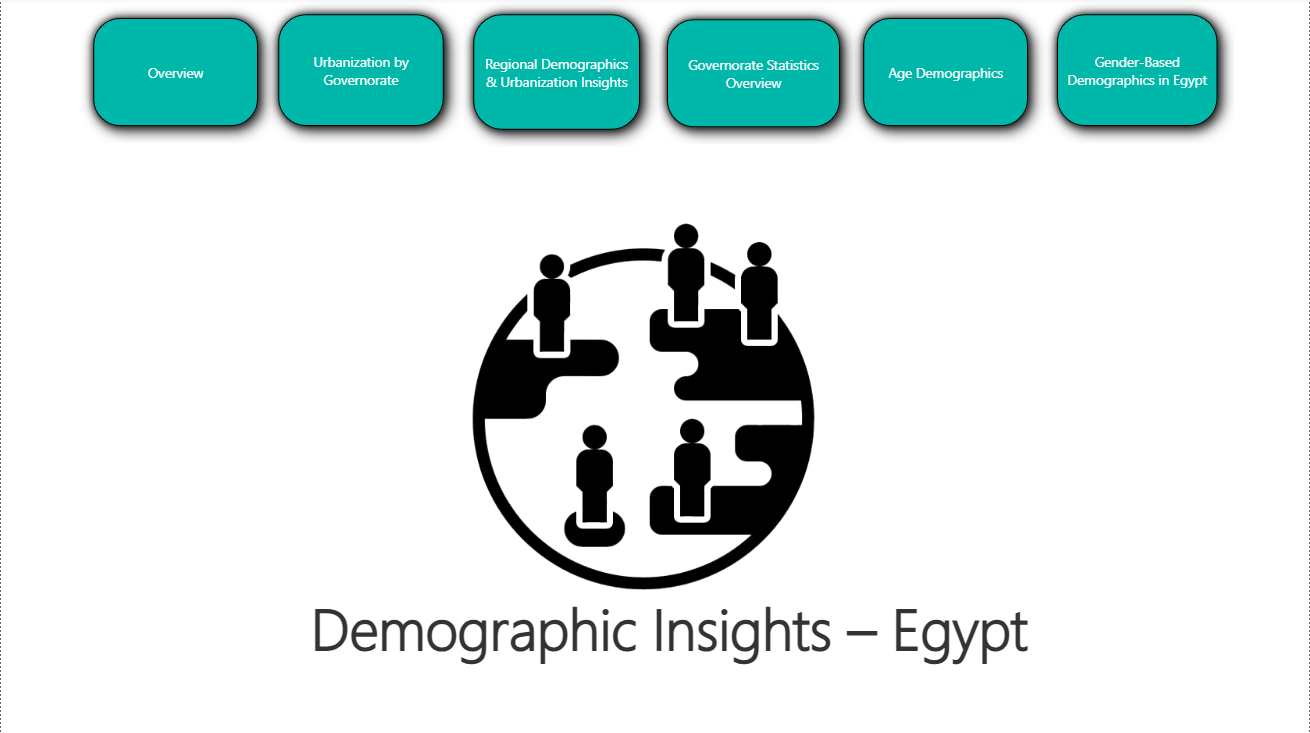 Overview
Urbanization by
Governorate
Regional Demographics
& Urbanization Insights
Governorate Statistics
Overview
Age Demographics
Gender-Based
Demographics in Egypt
Demographic Insights – Egypt